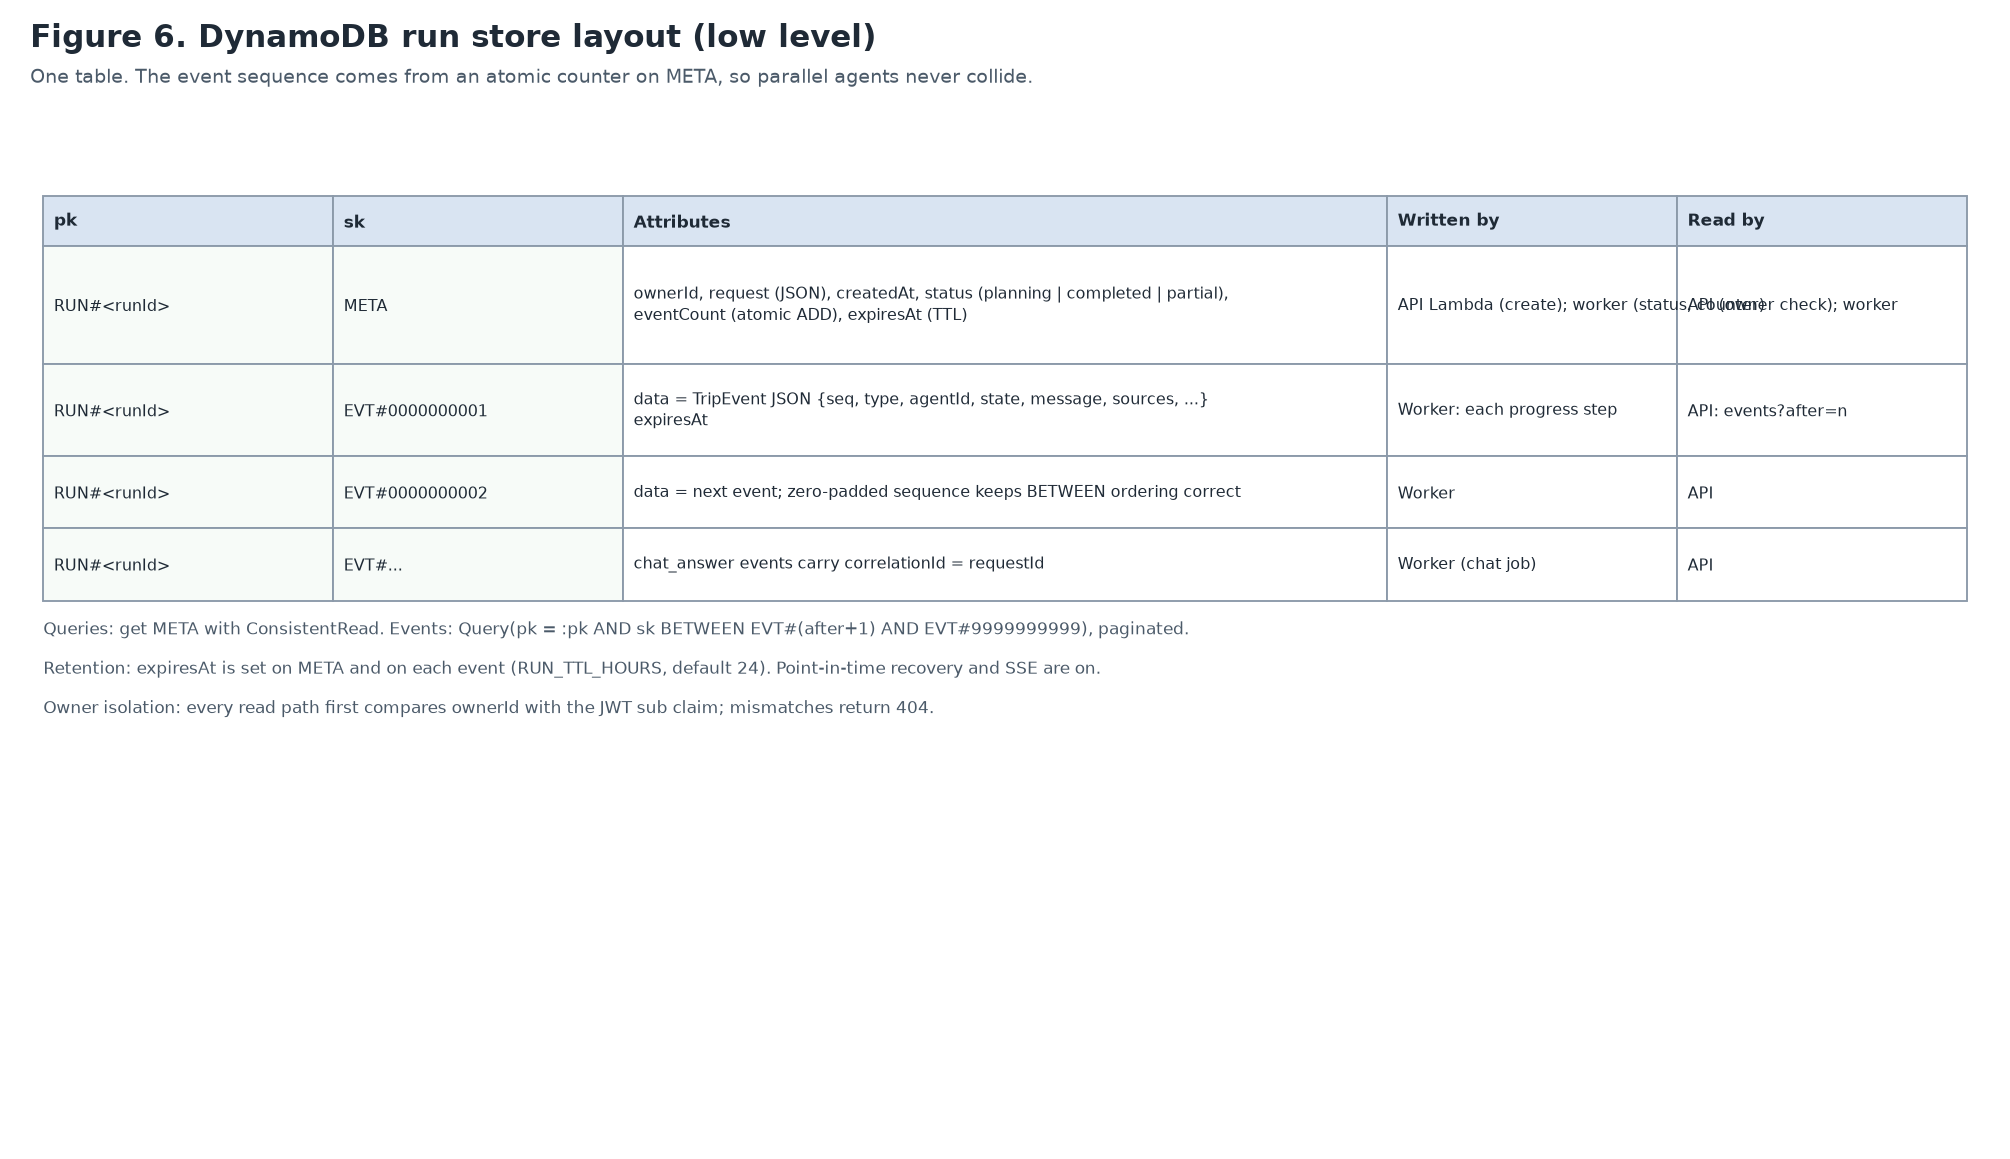 Figure 6. DynamoDB run store layout (low level)
One table. The event sequence comes from an atomic counter on META, so parallel agents never collide.
pk
sk
Attributes
Written by
Read by
RUN#<runId>
META
ownerId, request (JSON), createdAt, status (planning | completed | partial),
eventCount (atomic ADD), expiresAt (TTL)
API Lambda (create); worker (status, counter)
API (owner check); worker
RUN#<runId>
EVT#0000000001
data = TripEvent JSON {seq, type, agentId, state, message, sources, ...}
expiresAt
Worker: each progress step
API: events?after=n
RUN#<runId>
EVT#0000000002
data = next event; zero-padded sequence keeps BETWEEN ordering correct
Worker
API
RUN#<runId>
EVT#...
chat_answer events carry correlationId = requestId
Worker (chat job)
API
Queries: get META with ConsistentRead. Events: Query(pk = :pk AND sk BETWEEN EVT#(after+1) AND EVT#9999999999), paginated.
Retention: expiresAt is set on META and on each event (RUN_TTL_HOURS, default 24). Point-in-time recovery and SSE are on.
Owner isolation: every read path first compares ownerId with the JWT sub claim; mismatches return 404.